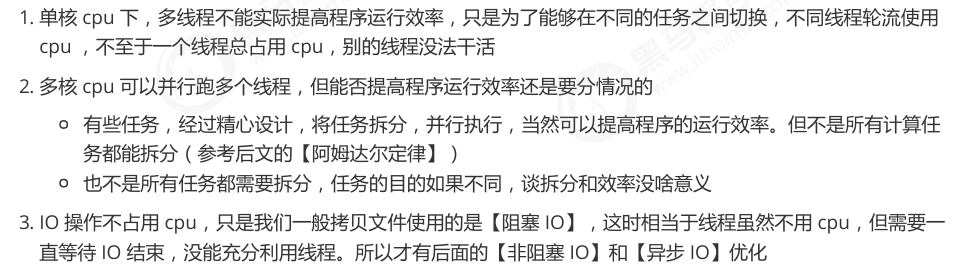 1. 单核 cpu 下，多线程不能实际提高程序运行效率，只是为了能够在不同的任务之间切换，不同线程轮流使用
cpu ，不至于一个线程总占用 cpu，别的线程没法干活
2. 多核 cpu 可以并行跑多个线程，但能否提高程序运行效率还是要分情况的
有些任务，经过精心设计，将任务拆分，并行执行，当然可以提高程序的运行效率。但不是所有计算任
务都能拆分（参考后文的【阿姆达尔定律】）
也不是所有任务都需要拆分，任务的目的如果不同，谈拆分和效率没啥意义
3. IO 操作不占用 cpu，只是我们一般拷贝文件使用的是【阻塞 IO】，这时相当于线程虽然不用 cpu，但需要一
直等待 IO 结束，没能充分利用线程。所以才有后面的【非阻塞 IO】和【异步 IO】优化